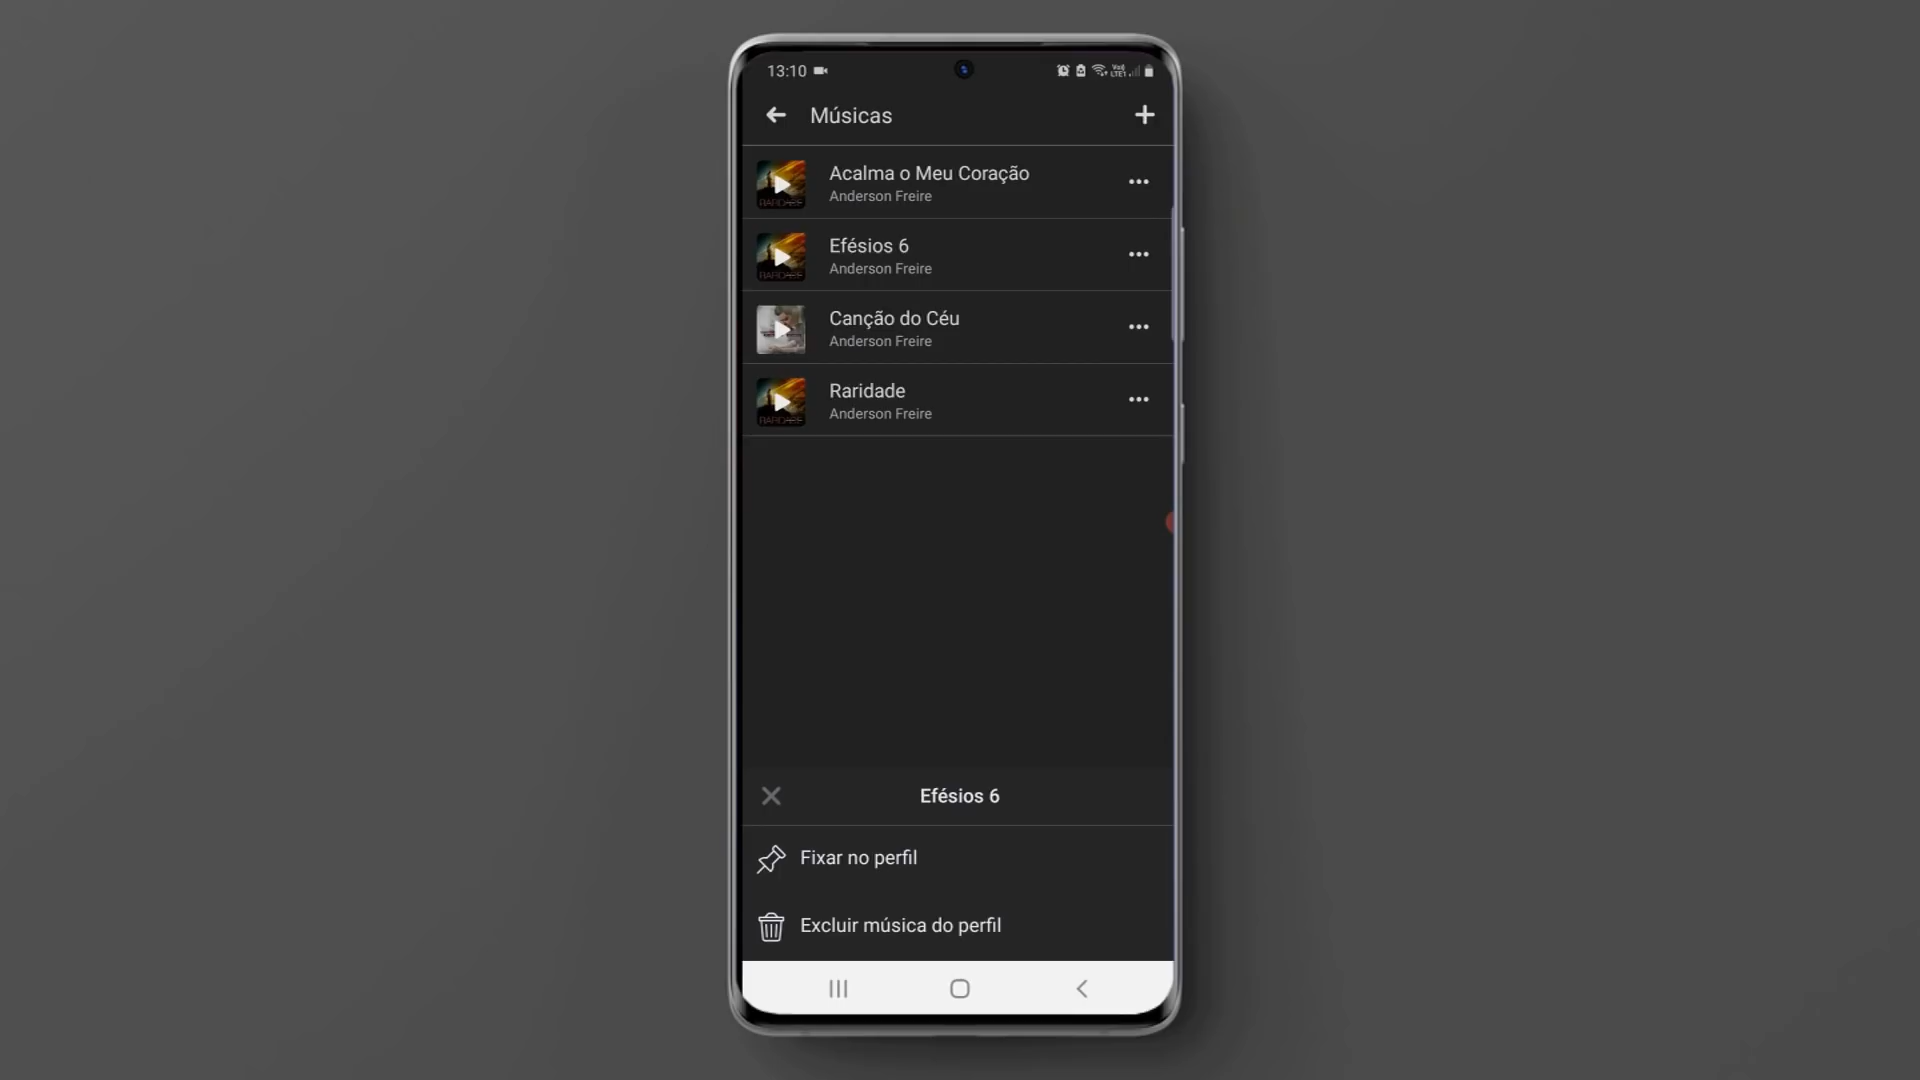 13:10
Músicas
Acalma o Meu Coração
Anderson Freire
Efésios 6
Anderson Freire
Canção do Céu
Anderson Freire
Raridade
Anderson Freire
Efésios 6
Fixar no perfil
Excluir música do perfil